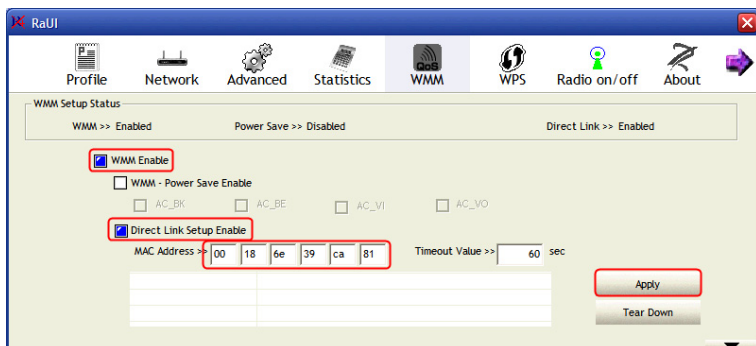 RaUI
Profile Network Advanced Statistics QoS WMM WPS Radio on/off About
WMM Setup Status
WMM >> Enabled Power Save >> Disabled Direct Link >> Enabled
WMM Enable
WMM - Power Save Enable
AC_BK AC_BE AC_VI AC_VO
Direct Link Setup Enable
MAC Address >> 00 18 6e 39 ca 81 Timeout Value >> 60 sec
Apply
Tear Down